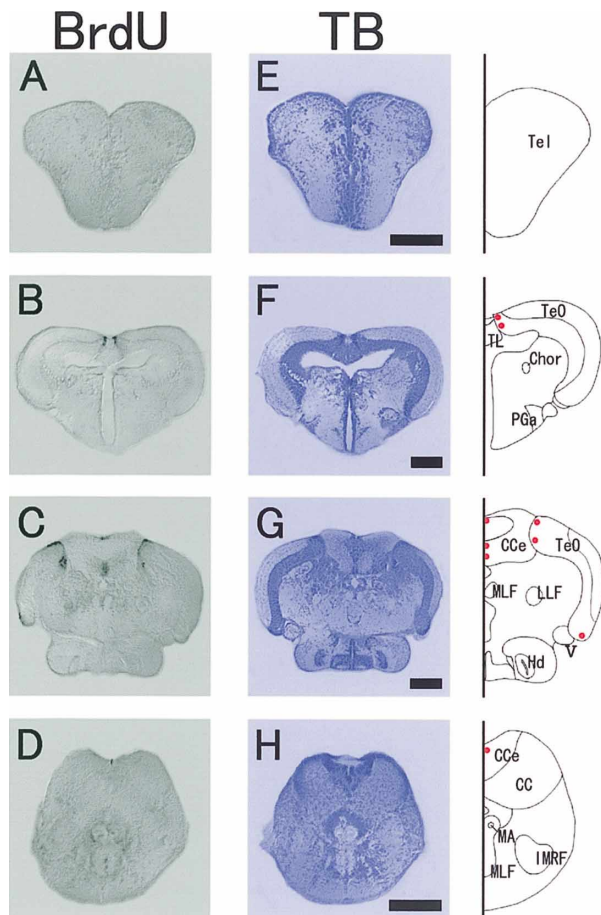 BrdU TB
A E
Tel
B F
TeO
TL
Chor
PGa
C G
CCe TeO
MLF LLF
V
Hd
D H
CCe
CC
MA
IMRF
MLF